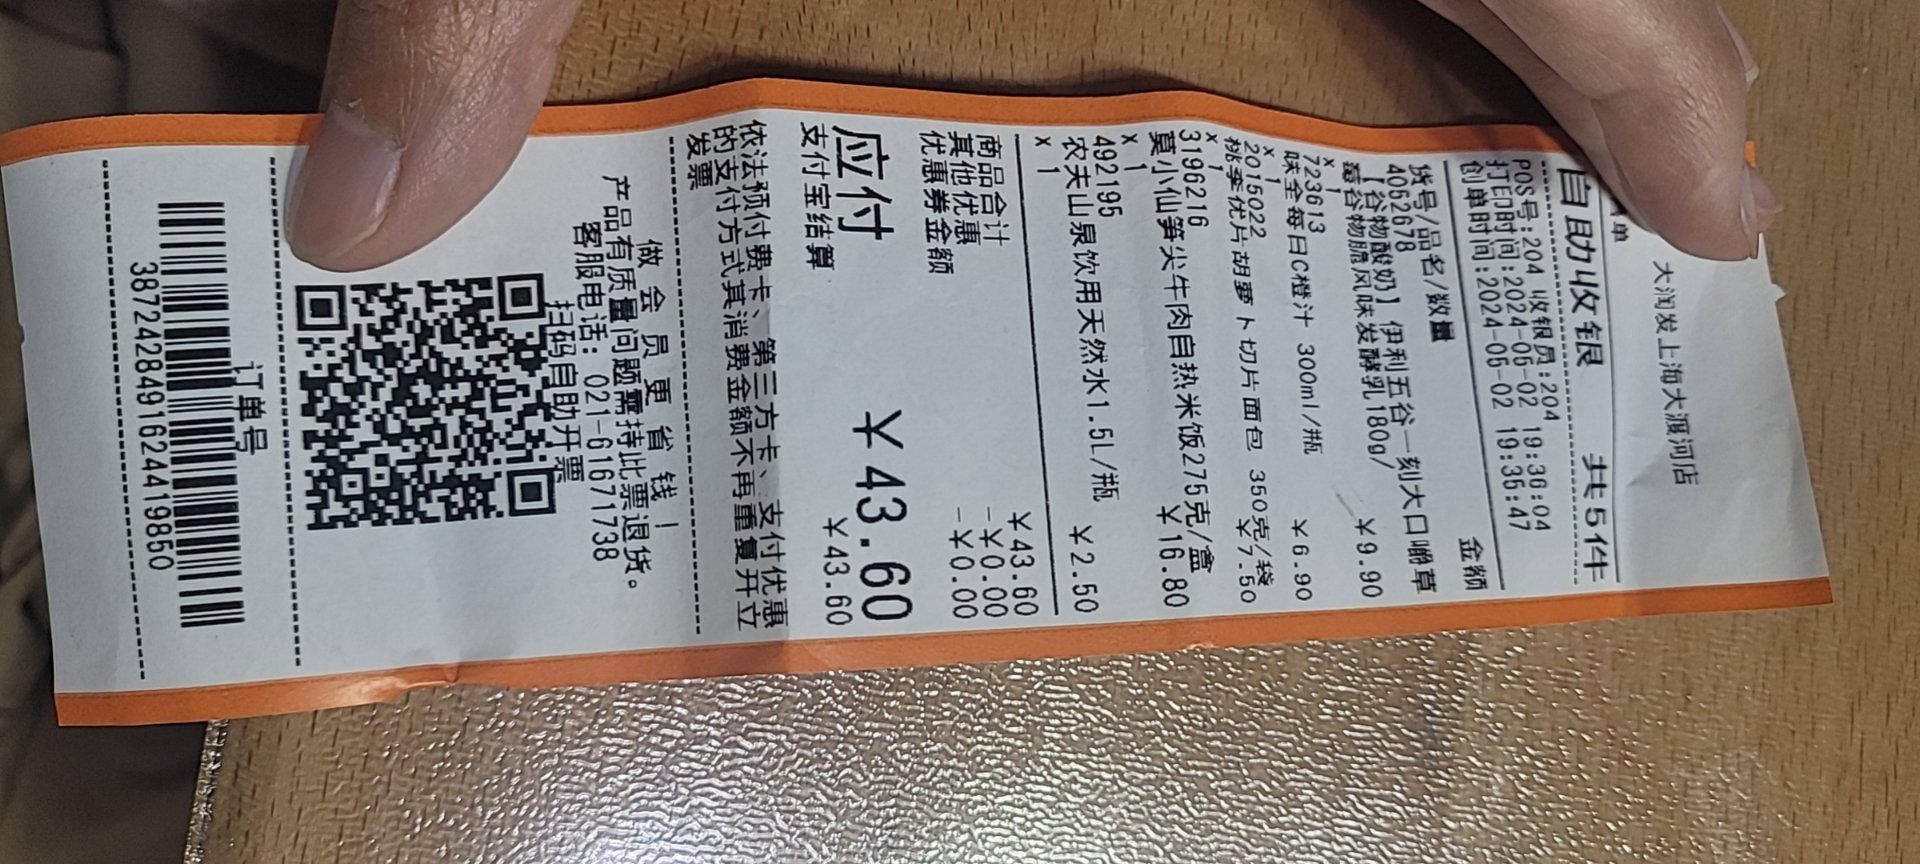 单
大润发上海大渡河店
自助收银 共5件
POS号:204 收银员:204
打印时间:2024-06-02 19:36:04
创单时间:2024-06-02 19:35:47
货号/品名/数量 金额
4052678
【谷物酸奶】伊利五谷一刻大口嚼草
莓谷物脆风味发酵乳180g/
x 1 ￥9.90
723613
味全每日C橙汁 300ml/瓶
x 1 ￥6.90
2015022
桃李优片胡萝卜切片面包 350克/袋
x 1 ￥7.50
3196216
莫小仙笋尖牛肉自热米饭275克/盒
x 1 ￥16.80
492195
农夫山泉饮用天然水1.5L/瓶
x 1 ￥2.50
商品合计 ￥43.60
其他优惠 -￥0.00
优惠券金额 -￥0.00
应付 ￥43.60
支付宝结算 ￥43.60
依法预付费卡、第三方卡、支付优惠
的支付方式其消费金额不再重复开立
发票
做会员更省钱!
产品有质量问题需持此票退货。
客服电话: 021-61671738
扫码自助开票
订单号
3872428491624419850